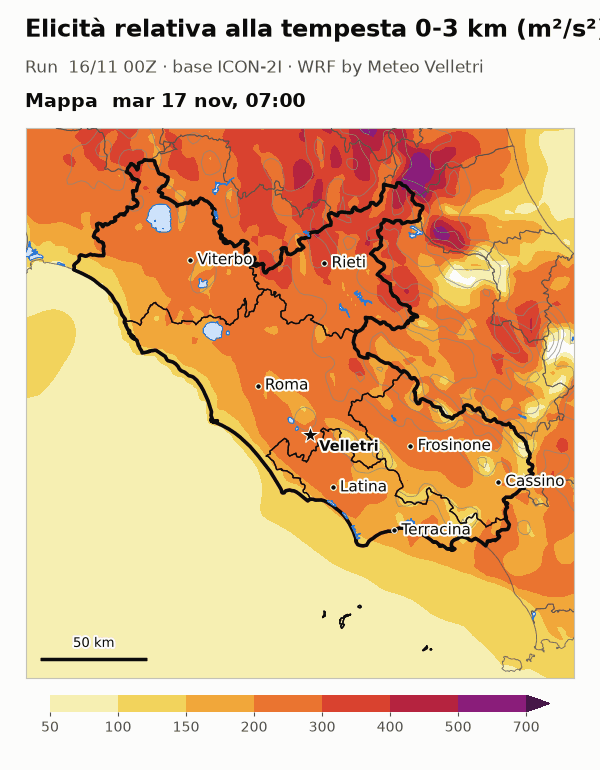 Elicità relativa alla tempesta 0-3 km (m²/s²)
Run 16/11 00Z · base ICON-2I · WRF by Meteo Velletri
Mappa mar 17 nov, 07:00
Viterbo
Rieti
Roma
Velletri
Frosinone
Latina
Cassino
Terracina
50 km
50 100 150 200 300 400 500 700